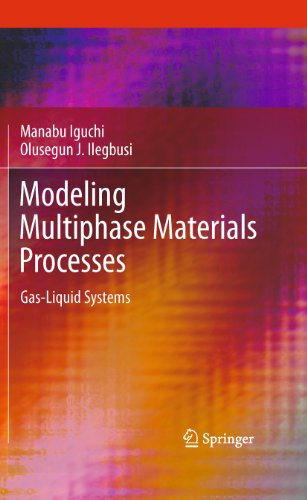 Manabu Iguchi
Olusegun J. Ilegbusi
Modeling
Multiphase Materials
Processes
Gas-Liquid Systems
Springer